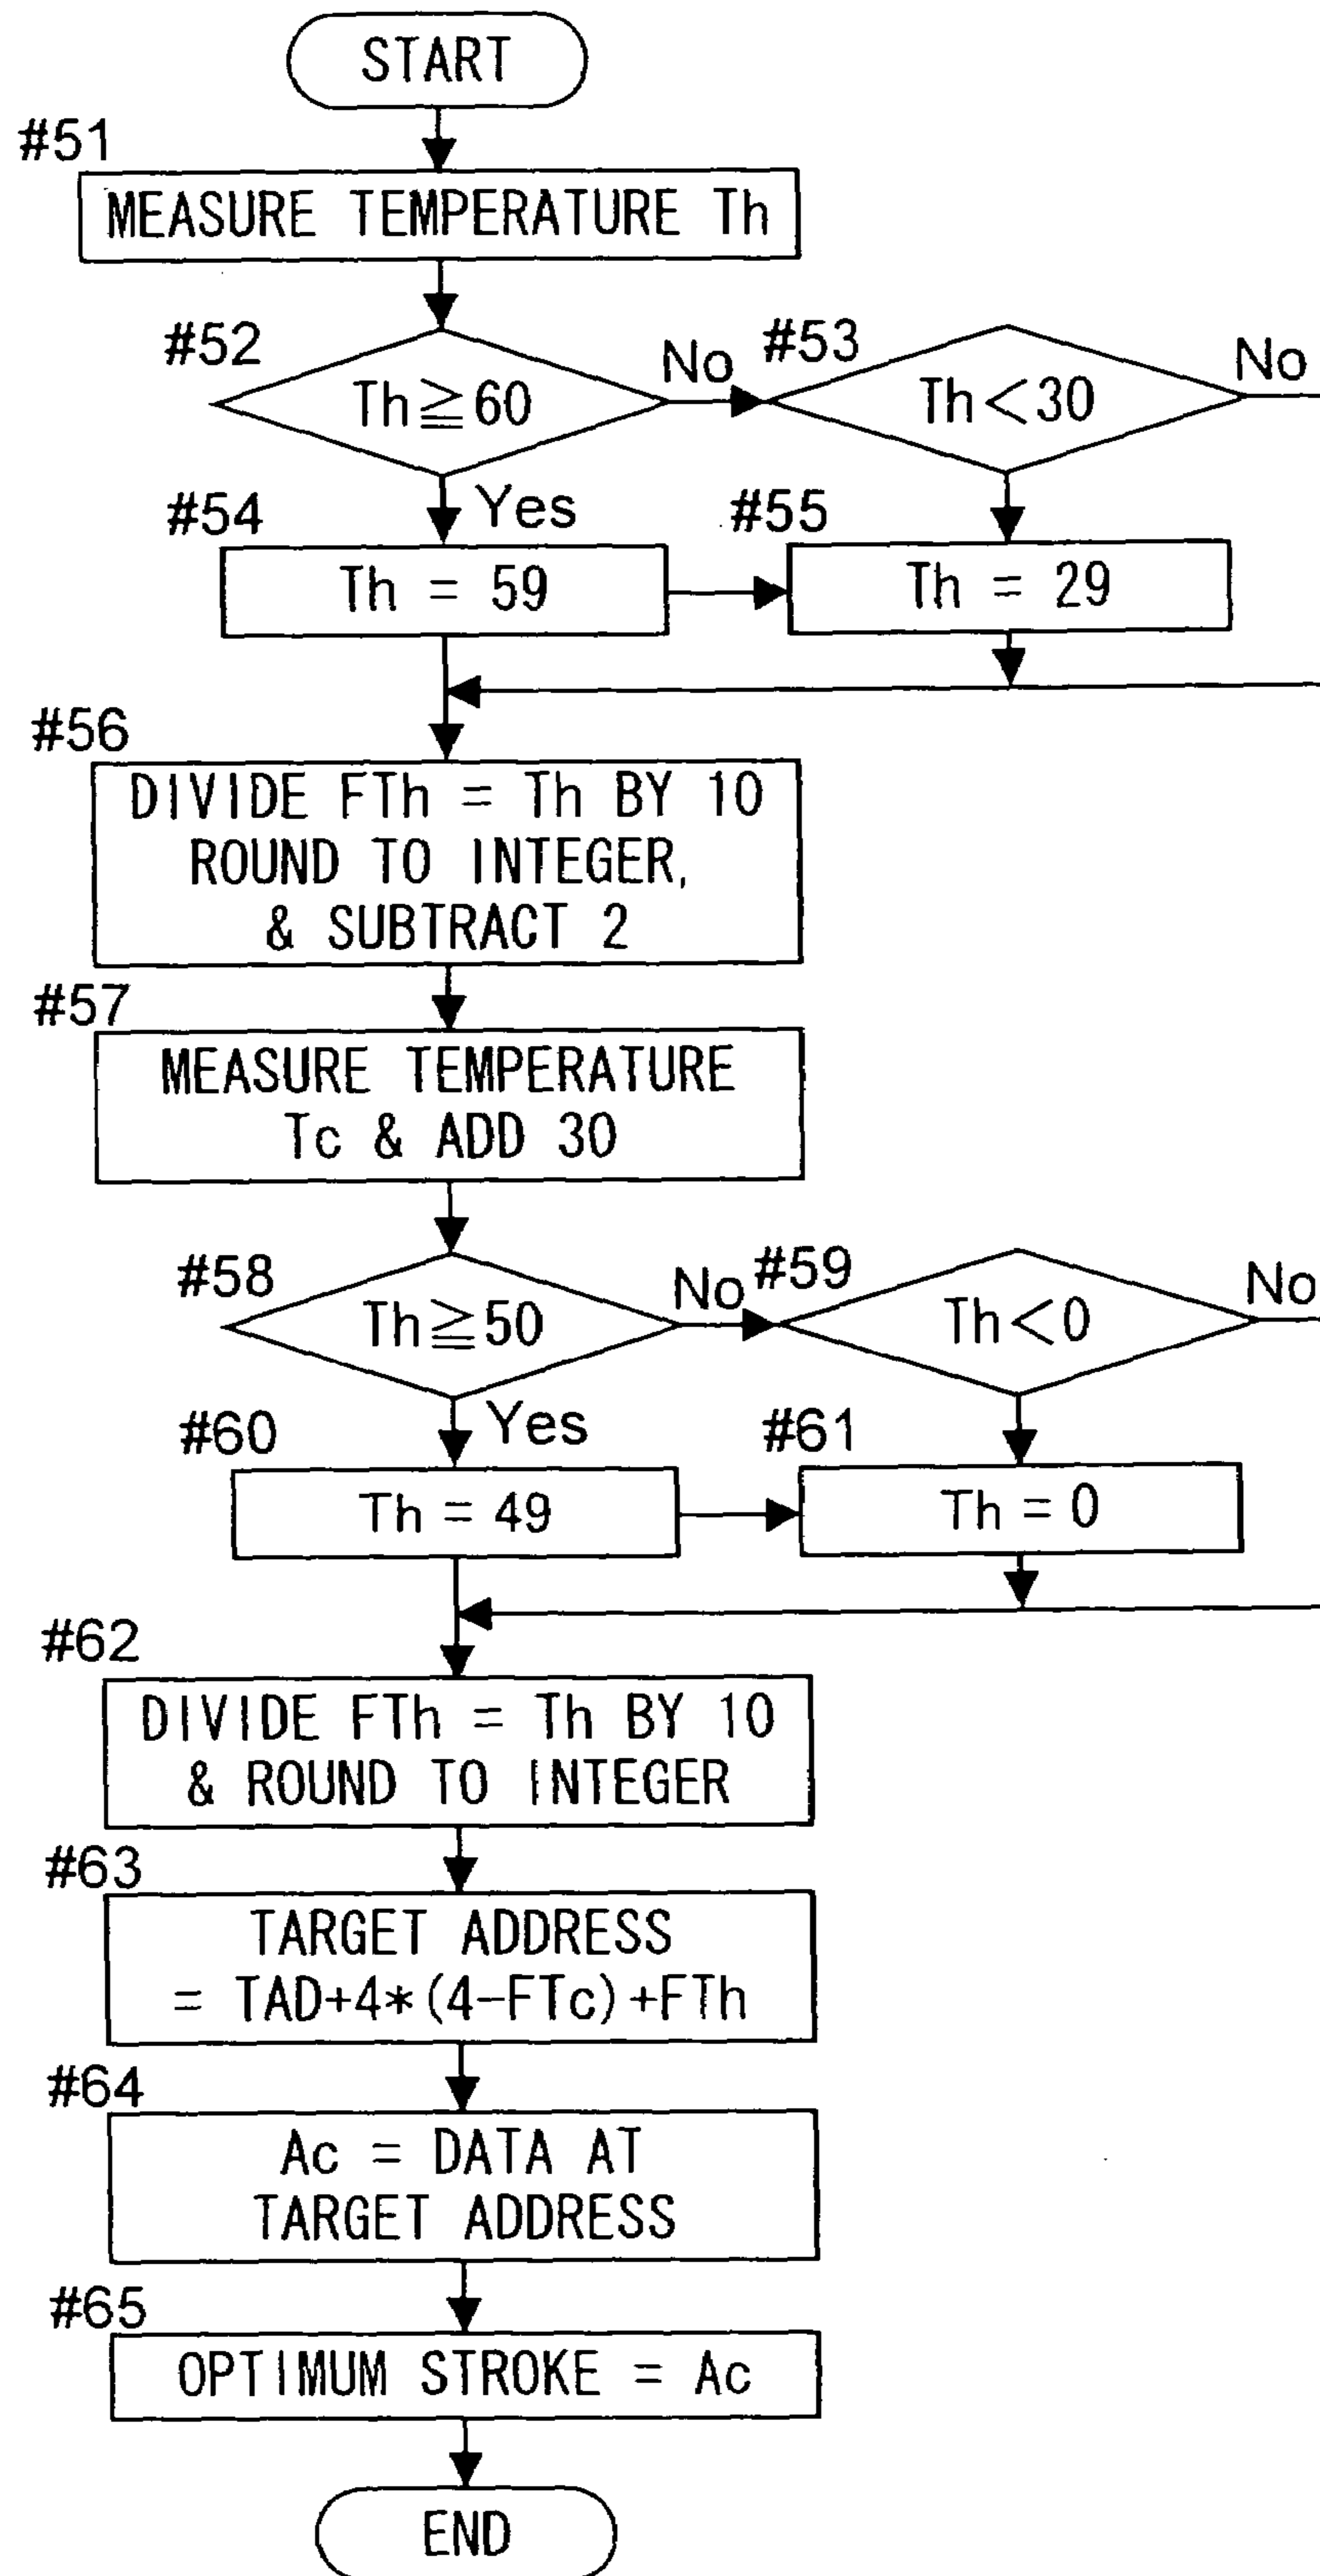 START
#51
MEASURE TEMPERATURE Th
#52
Th≧60
No
#53
Th<30
No
#54
Yes
Th = 59
#55
Th = 29
#56
DIVIDE FTh = Th BY 10
ROUND TO INTEGER,
& SUBTRACT 2
#57
MEASURE TEMPERATURE
Tc & ADD 30
#58
Th≧50
No
#59
Th<0
No
#60
Yes
Th = 49
#61
Th = 0
#62
DIVIDE FTh = Th BY 10
& ROUND TO INTEGER
#63
TARGET ADDRESS
= TAD+4*(4-FTc)+FTh
#64
Ac = DATA AT
TARGET ADDRESS
#65
OPTIMUM STROKE = Ac
END